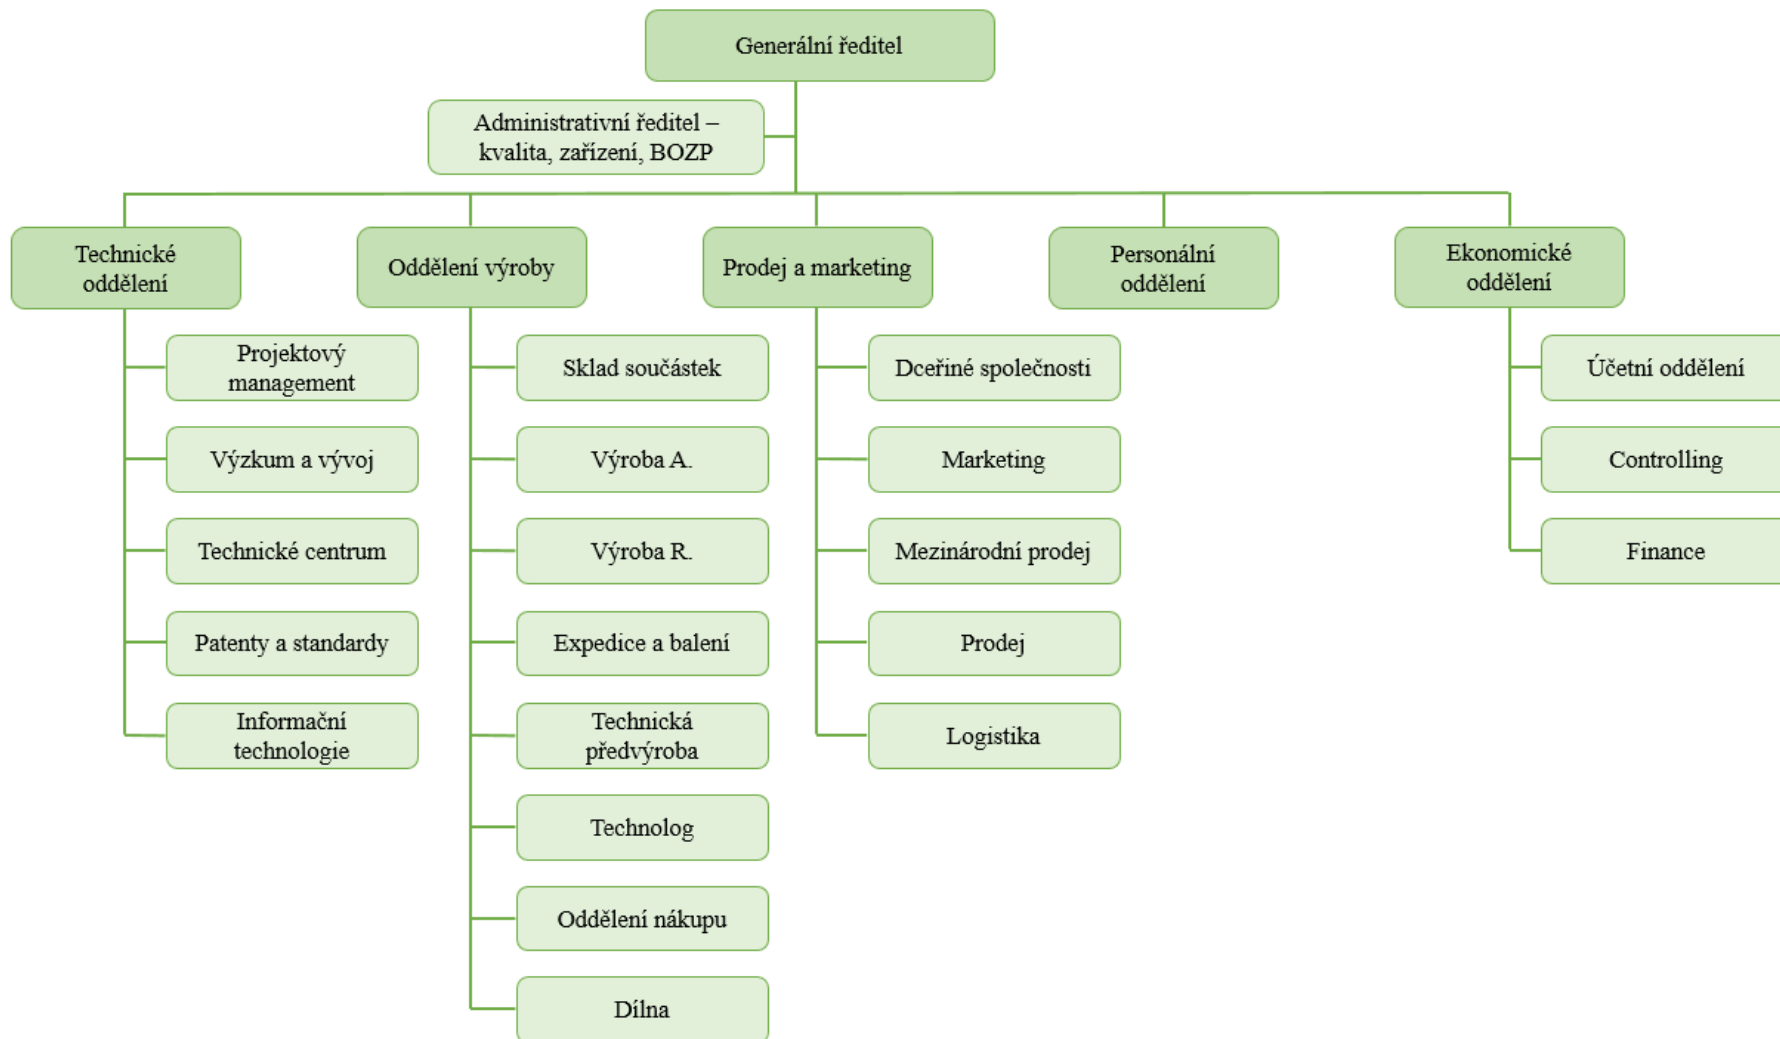 Generální ředitel
Administrativní ředitel –
kvalita, zařízení, BOZP
Technické
oddělení
Oddělení výroby
Prodej a marketing
Personální
oddělení
Ekonomické
oddělení
Projektový
management
Výzkum a vývoj
Technické centrum
Patenty a standardy
Informační
technologie
Sklad součástek
Výroba A.
Výroba R.
Expedice a balení
Technická
předvýroba
Technolog
Oddělení nákupu
Dílna
Dceřiné společnosti
Marketing
Mezinárodní prodej
Prodej
Logistika
Účetní oddělení
Controlling
Finance